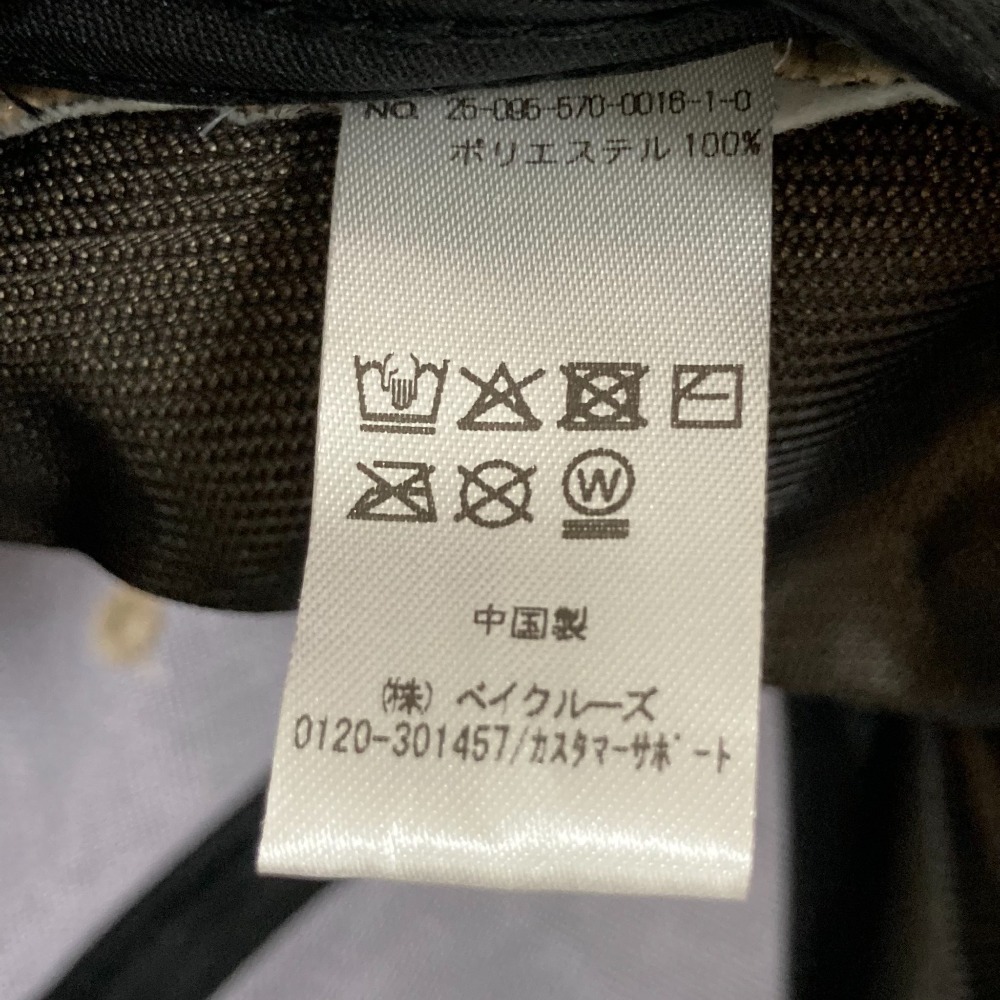 NO. 25-095-570-0016-1-0
ポリエステル 100%
W
中国製
(株) ベイクルーズ
0120-301457/カスタマーサポート